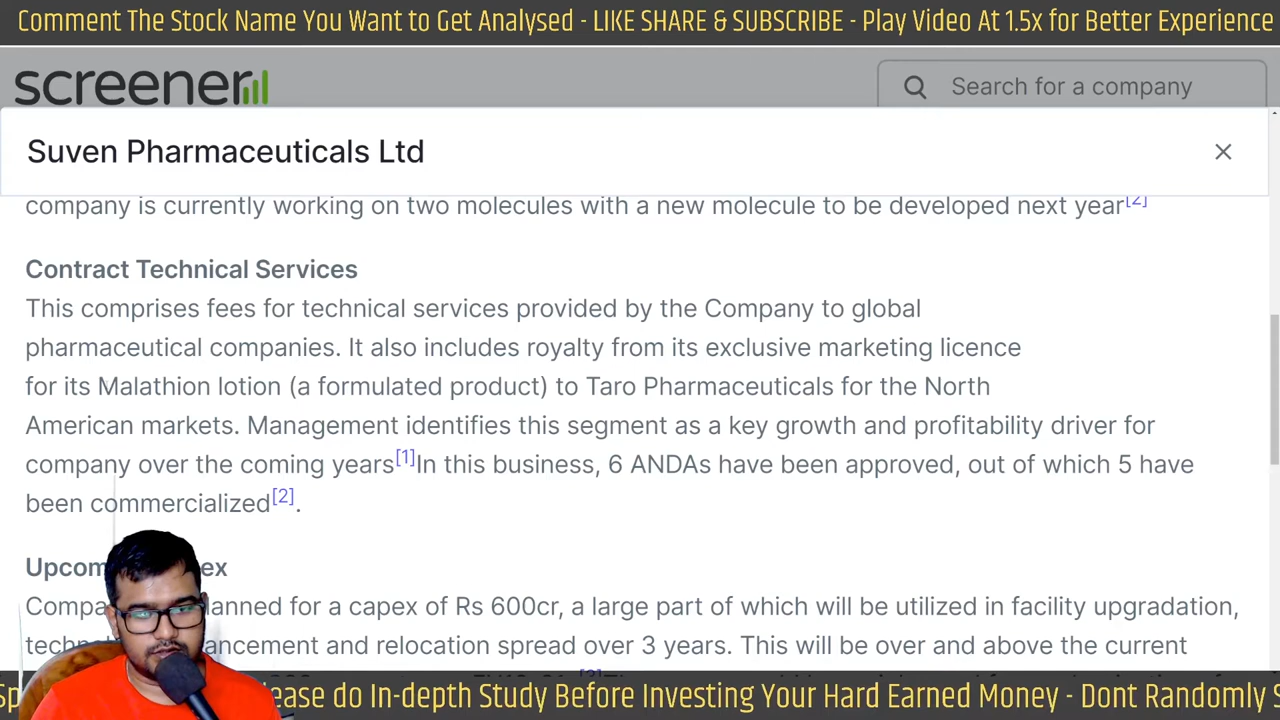 Comment The Stock Name You Want to Get Analysed - LIKE SHARE & SUBSCRIBE - Play Video At 1.5x for Better Experience
screener
Search for a company
Suven Pharmaceuticals Ltd
company is currently working on two molecules with a new molecule to be developed next year[2]
Contract Technical Services
This comprises fees for technical services provided by the Company to global
pharmaceutical companies. It also includes royalty from its exclusive marketing licence
for its Malathion lotion (a formulated product) to Taro Pharmaceuticals for the North
American markets. Management identifies this segment as a key growth and profitability driver for
company over the coming years[1]In this business, 6 ANDAs have been approved, out of which 5 have
been commercialized[2].
Upcom ex
Compa lanned for a capex of Rs 600cr, a large part of which will be utilized in facility upgradation,
techn ancement and relocation spread over 3 years. This will be over and above the current
Sp ease do In-depth Study Before Investing Your Hard Earned Money - Dont Randomly S